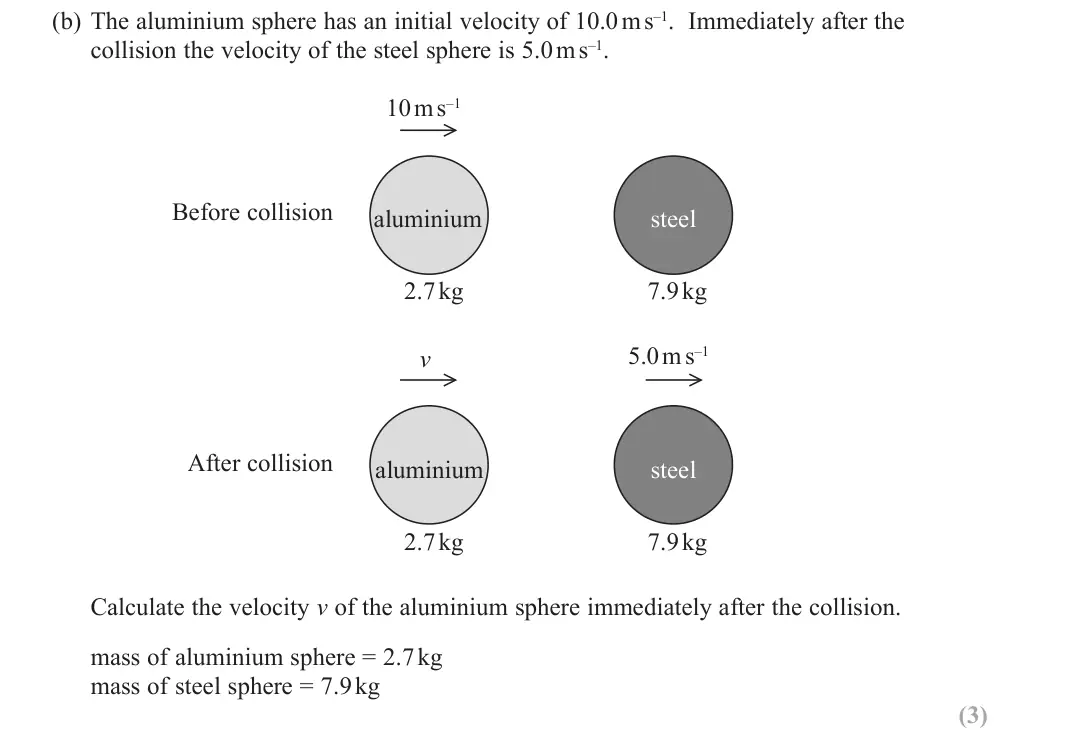 (b) The aluminium sphere has an initial velocity of 10.0 m s⁻¹. Immediately after the
collision the velocity of the steel sphere is 5.0 m s⁻¹.
10 m s⁻¹
Before collision
aluminium
steel
2.7 kg
7.9 kg
v
5.0 m s⁻¹
After collision
aluminium
steel
2.7 kg
7.9 kg
Calculate the velocity v of the aluminium sphere immediately after the collision.
mass of aluminium sphere = 2.7 kg
mass of steel sphere = 7.9 kg
(3)